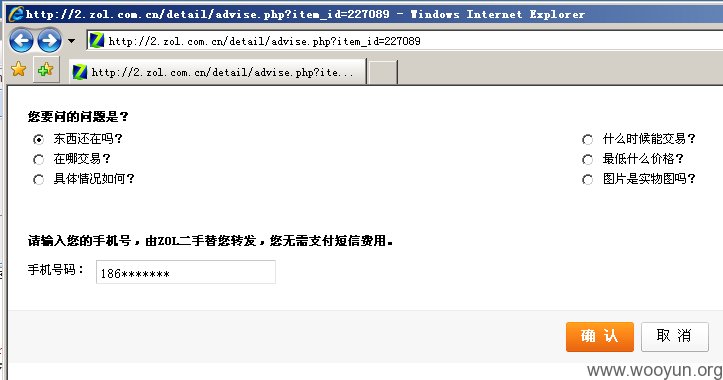 http://2.zol.com.cn/detail/advise.php?item_id=227089 - Windows Internet Explorer
http://2.zol.com.cn/detail/advise.php?item_id=227089
http://2.zol.com.cn/detail/advise.php?ite...
您要问的问题是？
东西还在吗？ 什么时候能交易？
在哪交易？ 最低什么价格？
具体情况如何？ 图片是实物图吗？
请输入您的手机号，由ZOL二手替您转发，您无需支付短信费用。
手机号码： 186*******
确 认 取 消
www.wooyun.org